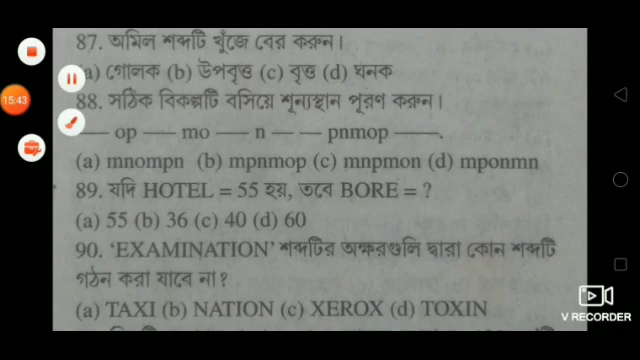 87. অমিল শব্দটি খুঁজে বের করুন।
a) গোলক (b) উপবৃত্ত (c) বৃত্ত (d) ঘনক
88. সঠিক বিকল্পটি বসিয়ে শূন্যস্থান পূরণ করুন।
— op — mo — n — — pnmop —.
(a) mnompn (b) mpnmop (c) mnpmon (d) mponmn
89. যদি HOTEL = 55 হয়, তবে BORE = ?
(a) 55 (b) 36 (c) 40 (d) 60
90. ‘EXAMINATION’ শব্দটির অক্ষরগুলি দ্বারা কোন শব্দটি
গঠন করা যাবে না?
(a) TAXI (b) NATION (c) XEROX (d) TOXIN
15:43
V RECORDER